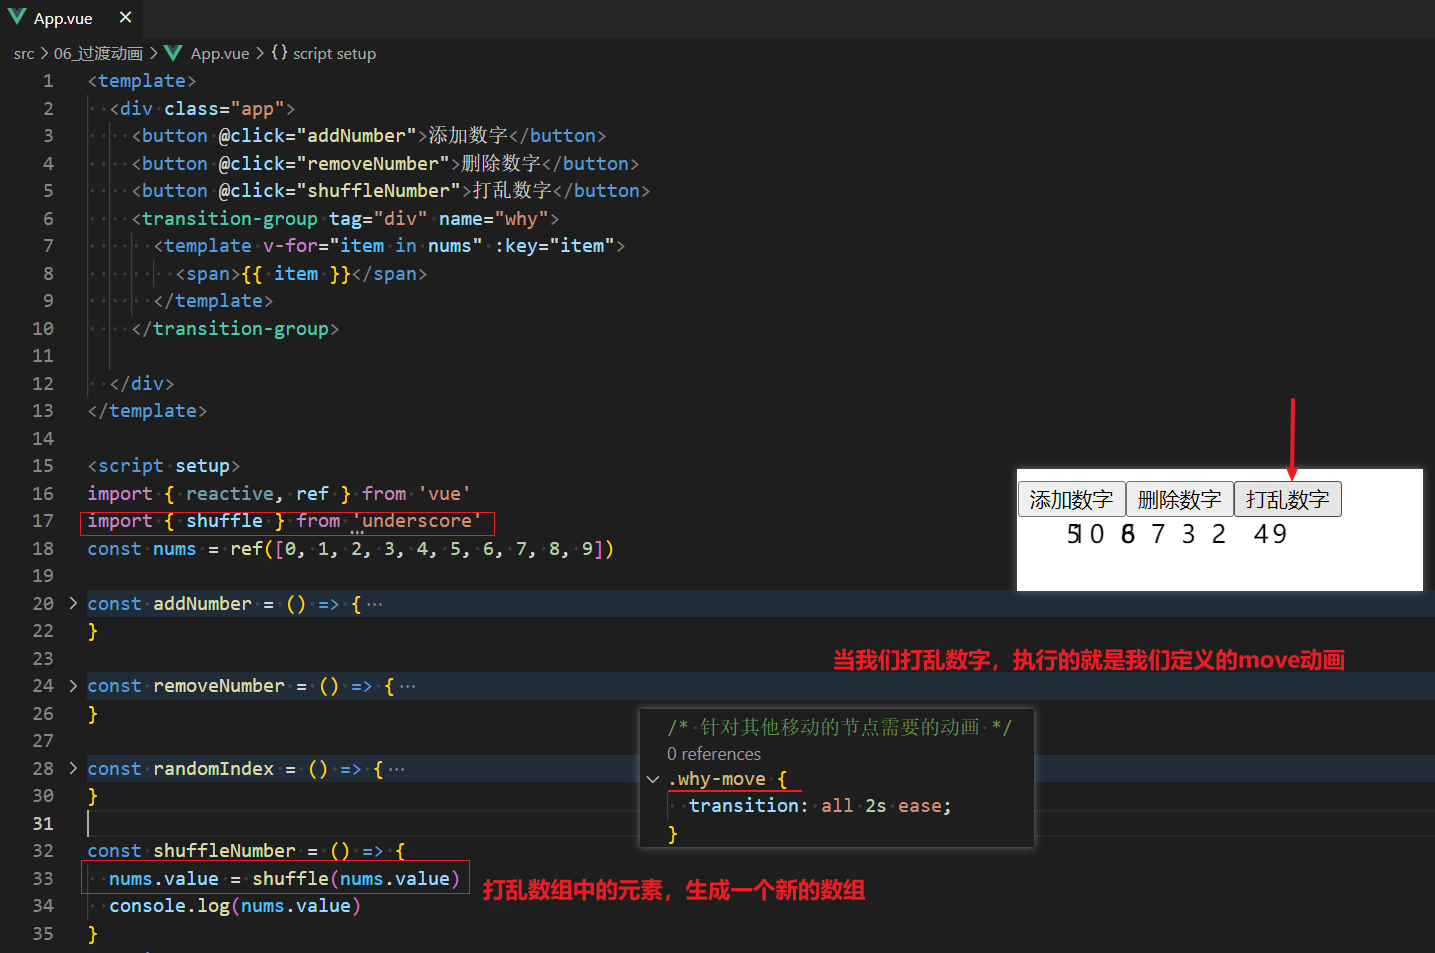 App.vue
src > 06_过渡动画 > App.vue > {} script setup
1 <template>
2 <div class="app">
3 <button @click="addNumber">添加数字</button>
4 <button @click="removeNumber">删除数字</button>
5 <button @click="shuffleNumber">打乱数字</button>
6 <transition-group tag="div" name="why">
7 <template v-for="item in nums" :key="item">
8 <span>{{ item }}</span>
9 </template>
10 </transition-group>
11
12 </div>
13 </template>
14
15 <script setup>
16 import { reactive, ref } from 'vue'
17 import { shuffle } from 'underscore'
18 const nums = ref([0, 1, 2, 3, 4, 5, 6, 7, 8, 9])
19
20 const addNumber = () => { ···
22 }
23
24 const removeNumber = () => { ···
26 }
27
28 const randomIndex = () => { ···
30 }
31
32 const shuffleNumber = () => {
33 nums.value = shuffle(nums.value)
34 console.log(nums.value)
35 }
添加数字 删除数字 打乱数字
0 7 3 2 4 9
当我们打乱数字，执行的就是我们定义的move动画
/* 针对其他移动的节点需要的动画 */
0 references
.why-move {
transition: all 2s ease;
}
打乱数组中的元素，生成一个新的数组